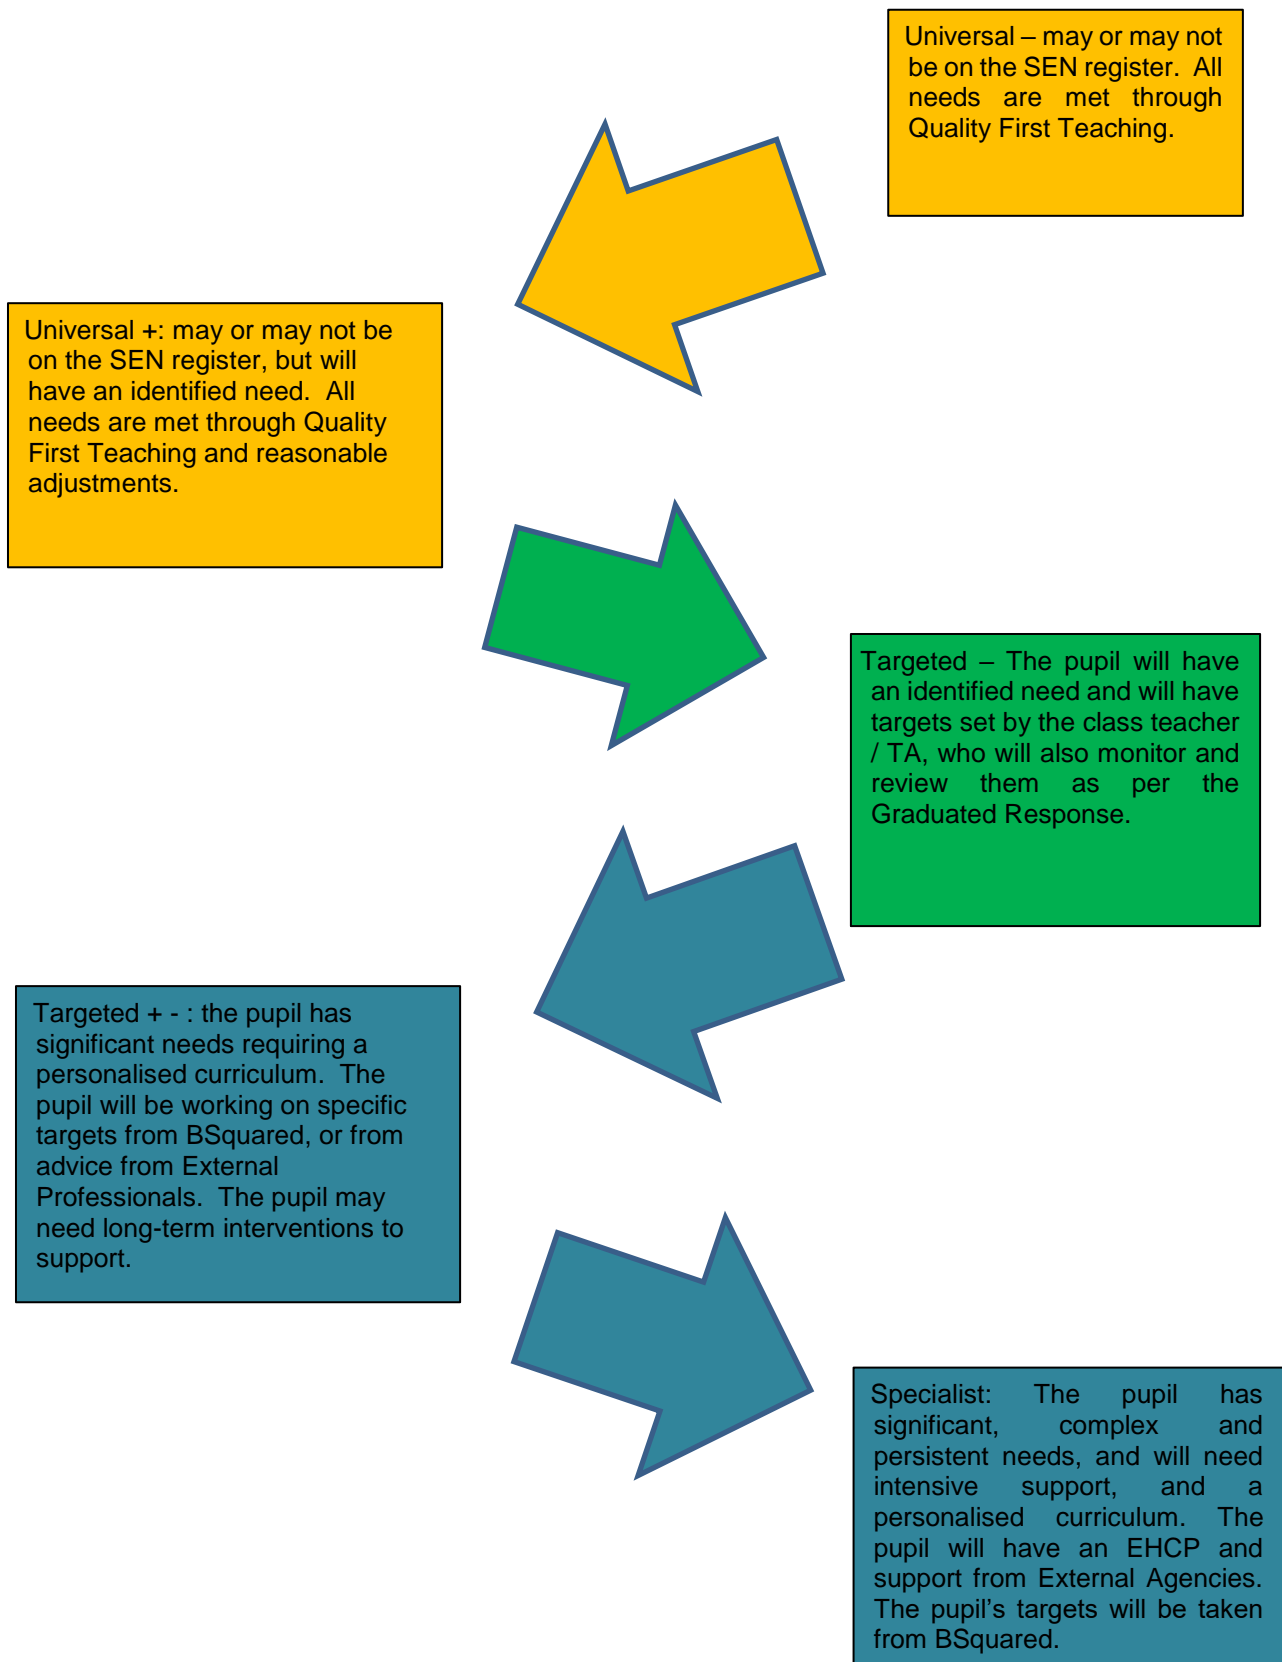 Universal – may or may not
be on the SEN register. All
needs are met through
Quality First Teaching.
Universal +: may or may not be
on the SEN register, but will
have an identified need. All
needs are met through Quality
First Teaching and reasonable
adjustments.
Targeted – The pupil will have
an identified need and will have
targets set by the class teacher
/ TA, who will also monitor and
review them as per the
Graduated Response.
Targeted + - : the pupil has
significant needs requiring a
personalised curriculum. The
pupil will be working on specific
targets from BSquared, or from
advice from External
Professionals. The pupil may
need long-term interventions to
support.
Specialist: The pupil has
significant, complex and
persistent needs, and will need
intensive support, and a
personalised curriculum. The
pupil will have an EHCP and
support from External Agencies.
The pupil’s targets will be taken
from BSquared.